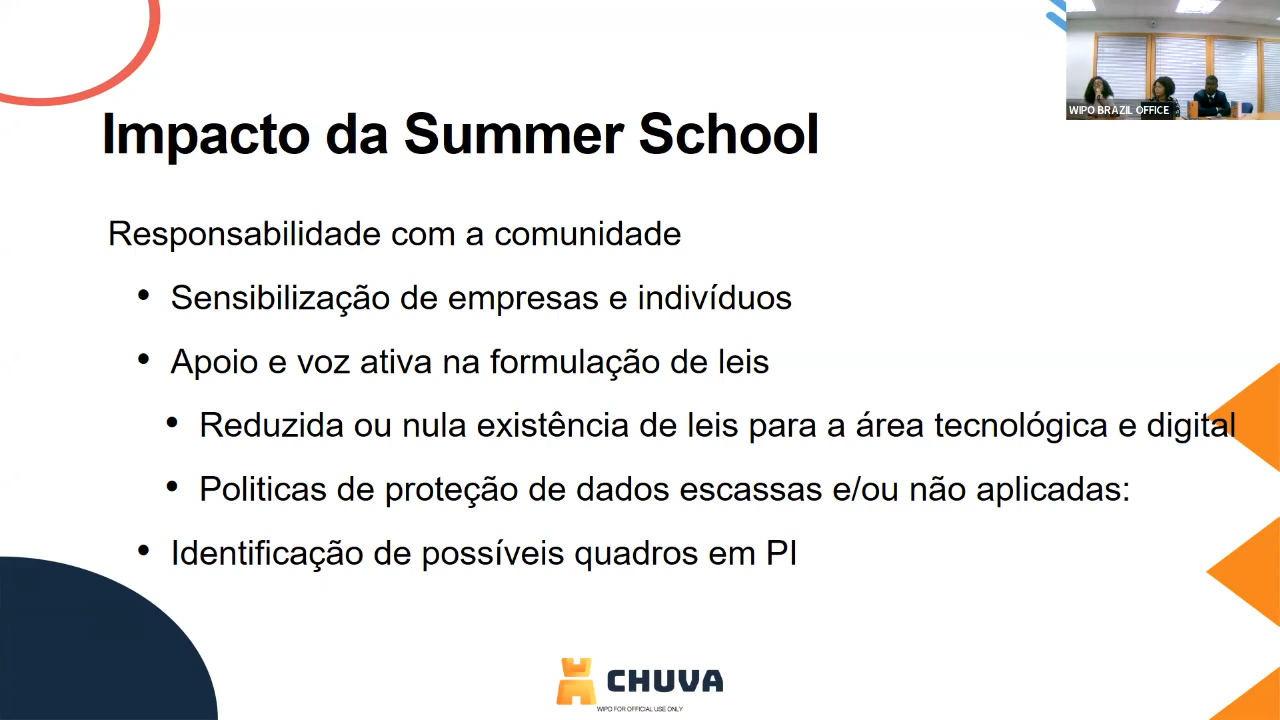 WIPO BRAZIL OFFICE
Impacto da Summer School
Responsabilidade com a comunidade
• Sensibilização de empresas e indivíduos
• Apoio e voz ativa na formulação de leis
• Reduzida ou nula existência de leis para a área tecnológica e digital
• Politicas de proteção de dados escassas e/ou não aplicadas:
• Identificação de possíveis quadros em PI
CHUVA
WIPO FOR OFFICIAL USE ONLY